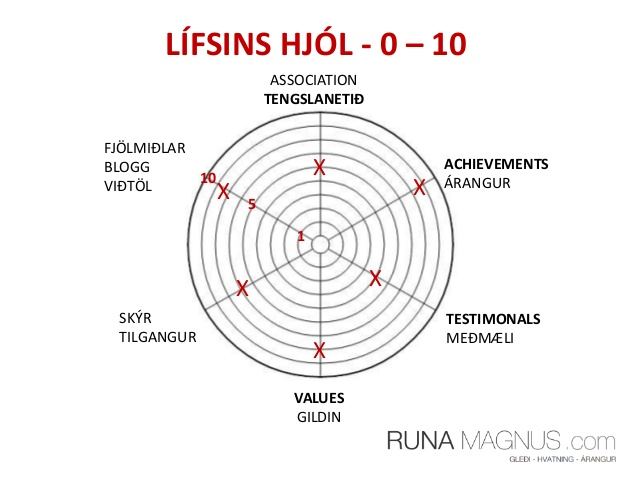 LÍFSINS HJÓL - 0 – 10
ASSOCIATION
TENGSLANETIÐ
FJÖLMIÐLAR
BLOGG
VIÐTÖL
ACHIEVEMENTS
ÁRANGUR
10
5
1
X
X
X
X
X
X
SKÝR
TILGANGUR
TESTIMONALS
MEÐMÆLI
VALUES
GILDIN
RUNA MAGNUS.com
GLEÐI - HVATNING - ÁRANGUR